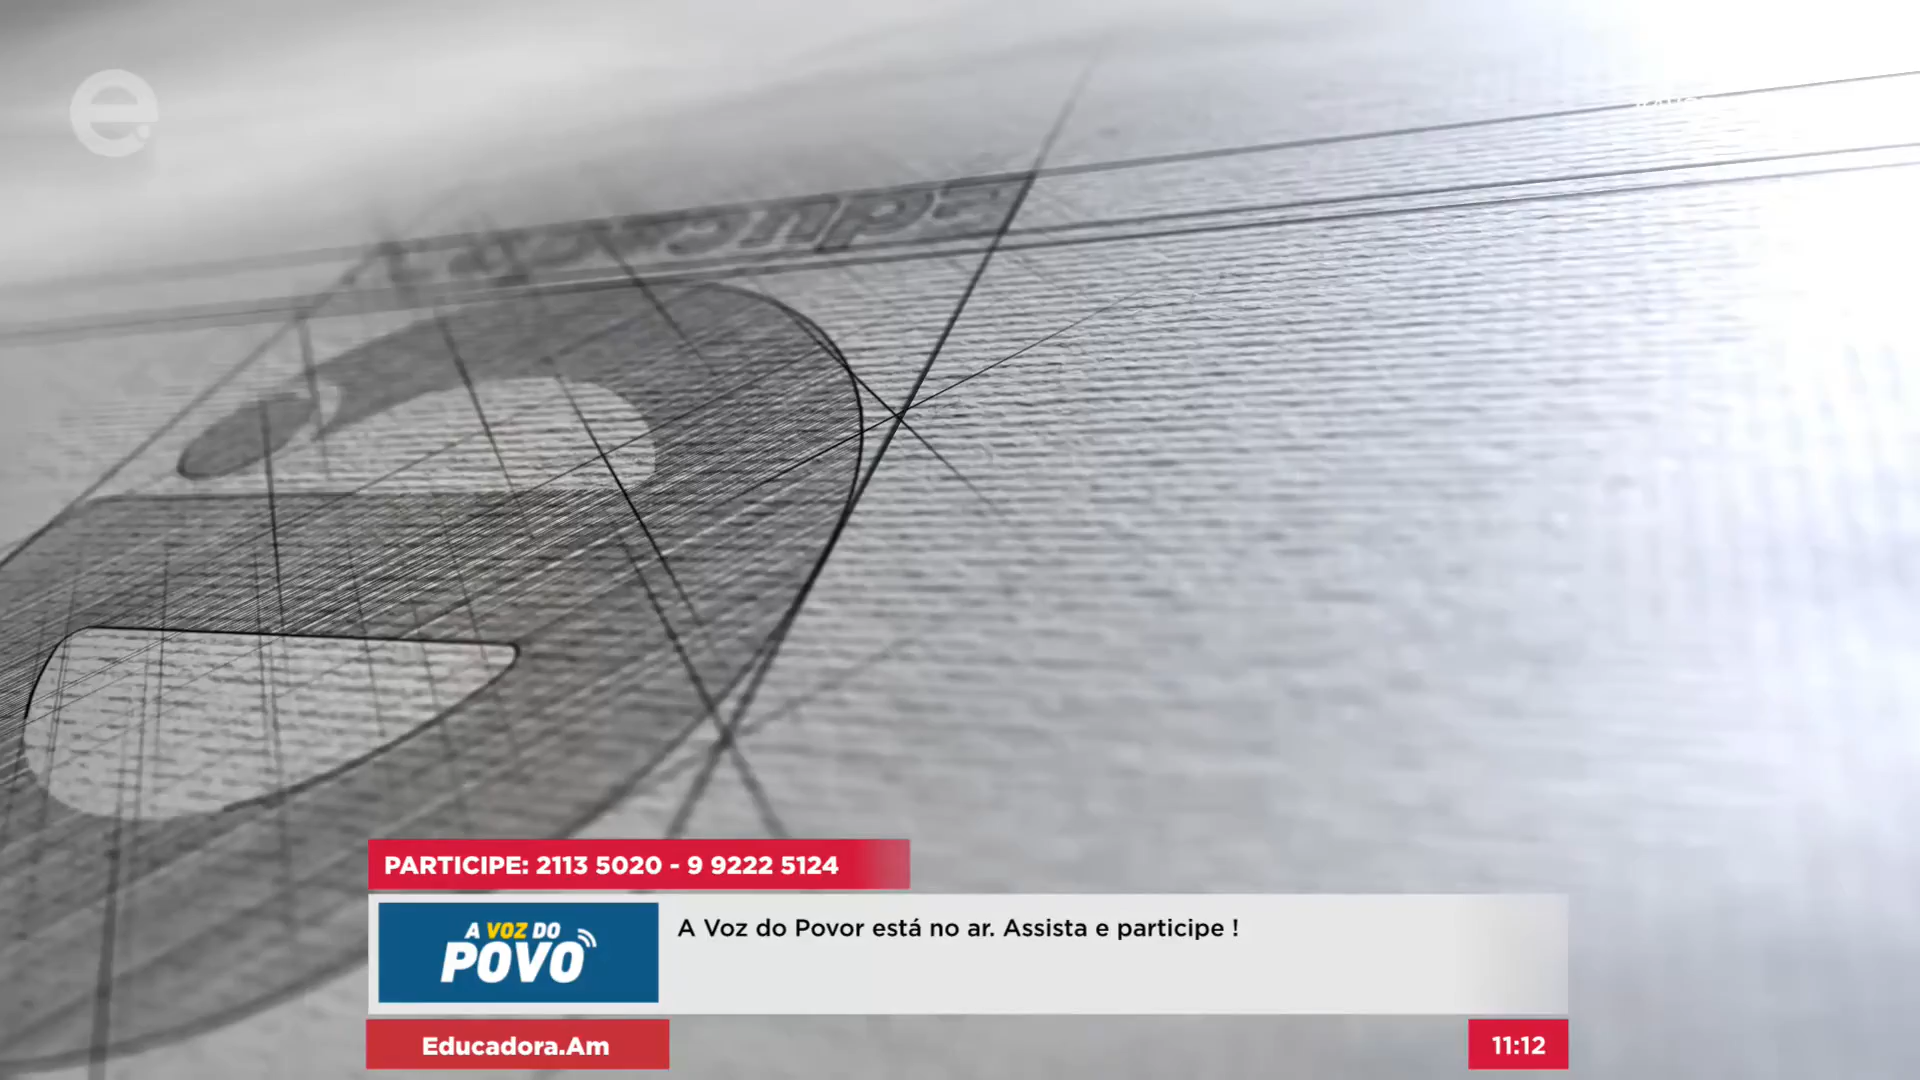 PARTICIPE: 2113 5020 - 9 9222 5124
A VOZ DO
POVO
A Voz do Povor está no ar. Assista e participe !
Educadora.Am
11:12